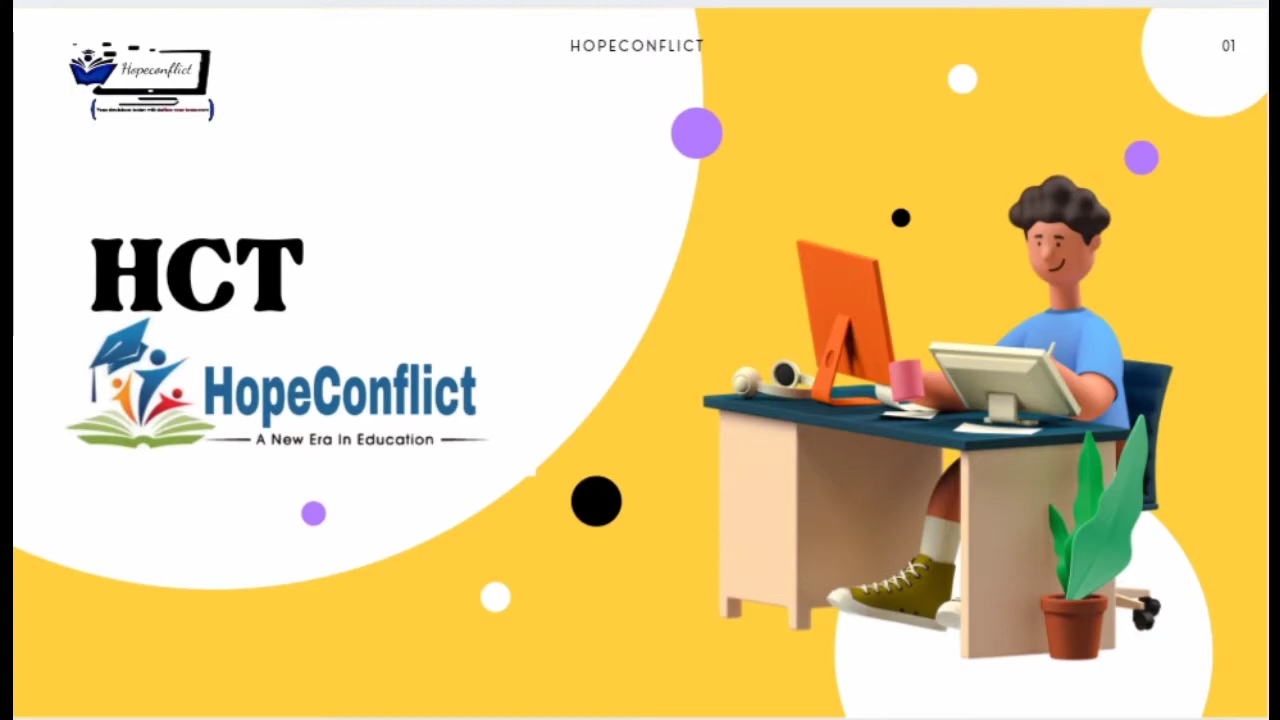 HOPECONFLICT
01
Hopeconflict
HCT
HopeConflict
A New Era In Education